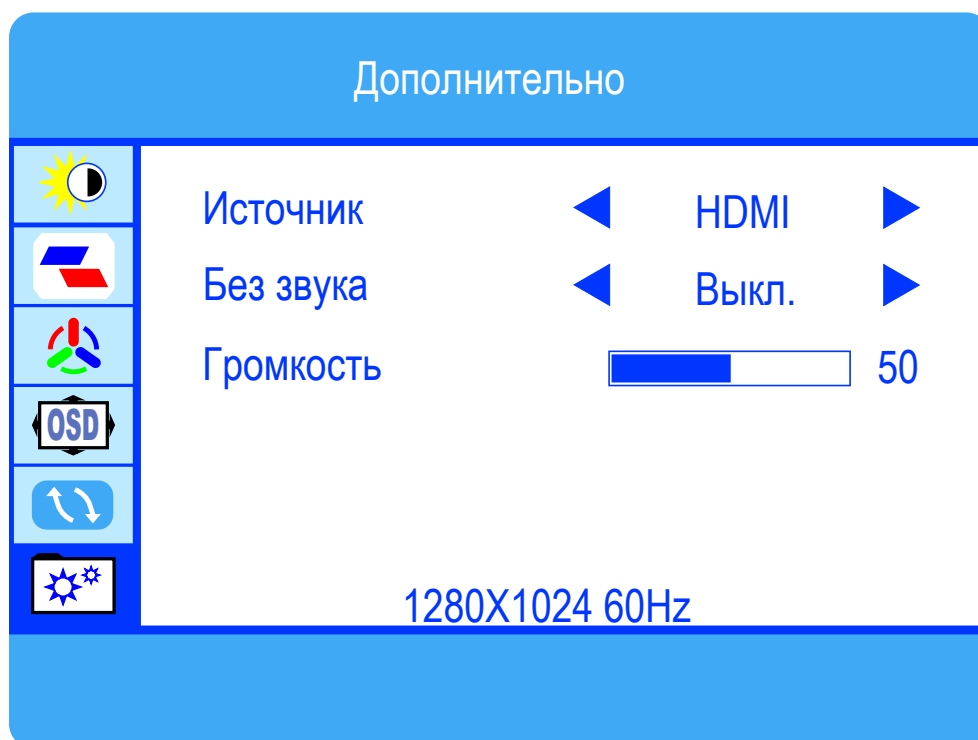 Дополнительно
Источник HDMI
Без звука Выкл.
Громкость 50
OSD
1280X1024 60Hz